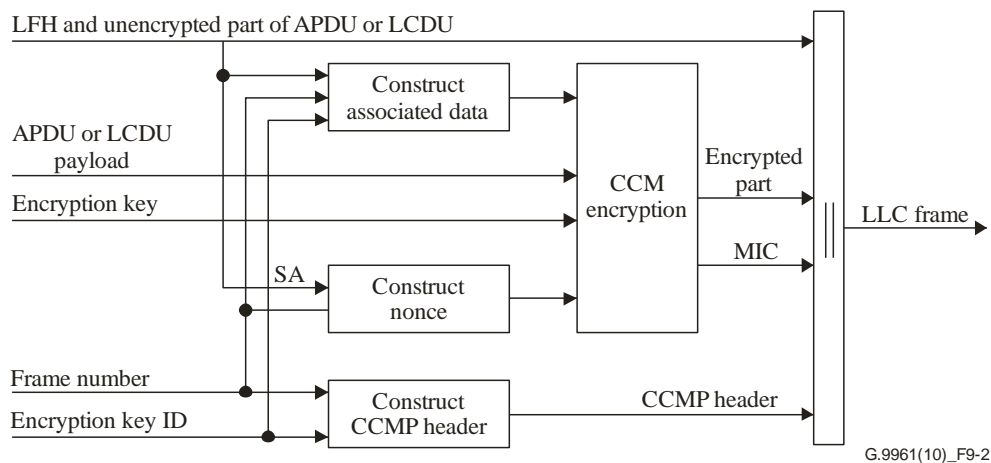 LFH and unencrypted part of APDU or LCDU
Construct
associated data
APDU or LCDU
payload
Encryption key
CCM
encryption
Encrypted
part
MIC
||
LLC frame
SA
Construct
nonce
Frame number
Encryption key ID
Construct
CCMP header
CCMP header
G.9961(10)_F9-2